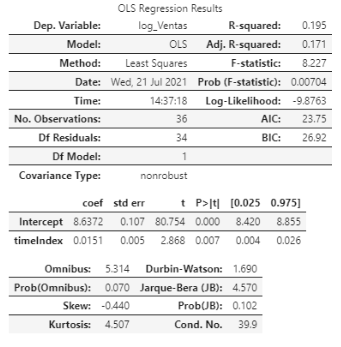 OLS Regression Results
Dep. Variable: log_Ventas R-squared: 0.195
Model: OLS Adj. R-squared: 0.171
Method: Least Squares F-statistic: 8.227
Date: Wed, 21 Jul 2021 Prob (F-statistic): 0.00704
Time: 14:37:18 Log-Likelihood: -9.8763
No. Observations: 36 AIC: 23.75
Df Residuals: 34 BIC: 26.92
Df Model: 1
Covariance Type: nonrobust
coef std err t P>|t| [0.025 0.975]
Intercept 8.6372 0.107 80.754 0.000 8.420 8.855
timeIndex 0.0151 0.005 2.868 0.007 0.004 0.026
Omnibus: 5.314 Durbin-Watson: 1.690
Prob(Omnibus): 0.070 Jarque-Bera (JB): 4.570
Skew: -0.440 Prob(JB): 0.102
Kurtosis: 4.507 Cond. No. 39.9